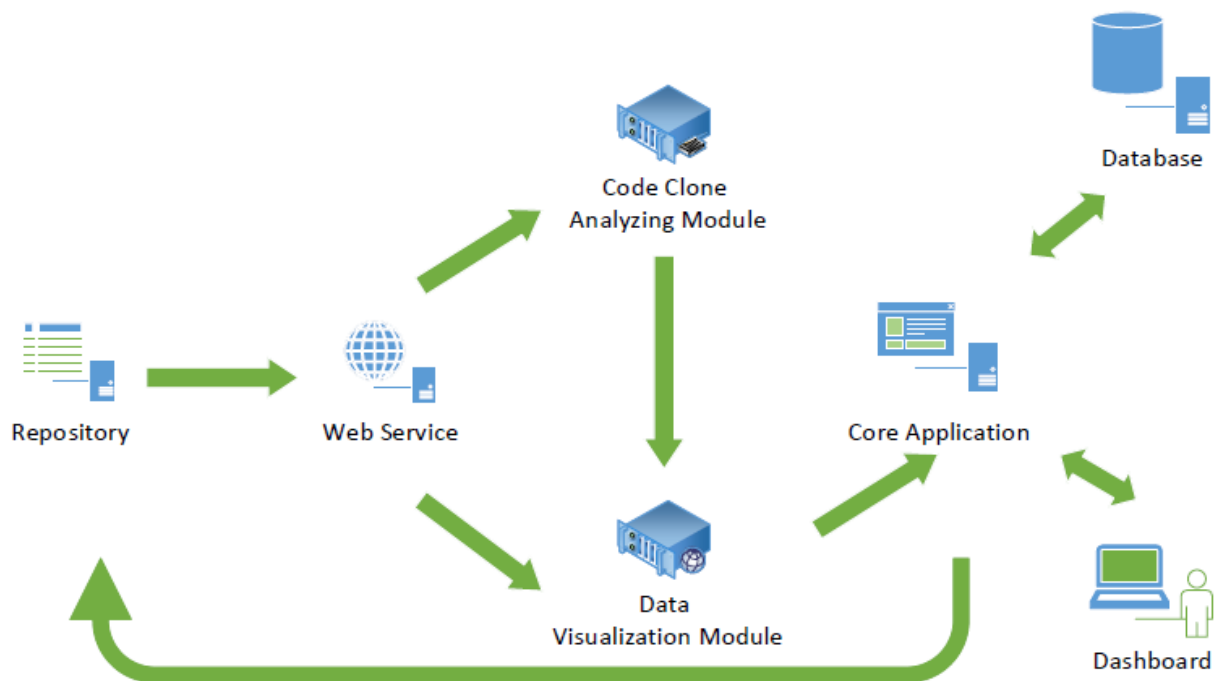 Database
Code Clone
Analyzing Module
Repository
Web Service
Core Application
Data
Visualization Module
Dashboard